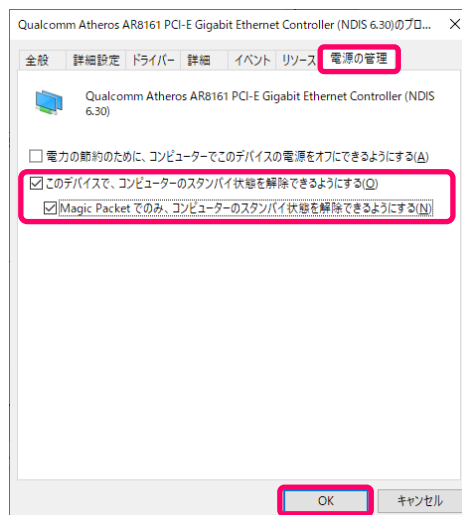 Qualcomm Atheros AR8161 PCI-E Gigabit Ethernet Controller (NDIS 6.30)のプロ...
全般 詳細設定 ドライバー 詳細 イベント リソース 電源の管理
Qualcomm Atheros AR8161 PCI-E Gigabit Ethernet Controller (NDIS
6.30)
電力の節約のために、コンピューターでこのデバイスの電源をオフにできるようにする(A)
このデバイスで、コンピューターのスタンバイ状態を解除できるようにする(O)
Magic Packet でのみ、コンピューターのスタンバイ状態を解除できるようにする(N)
OK キャンセル